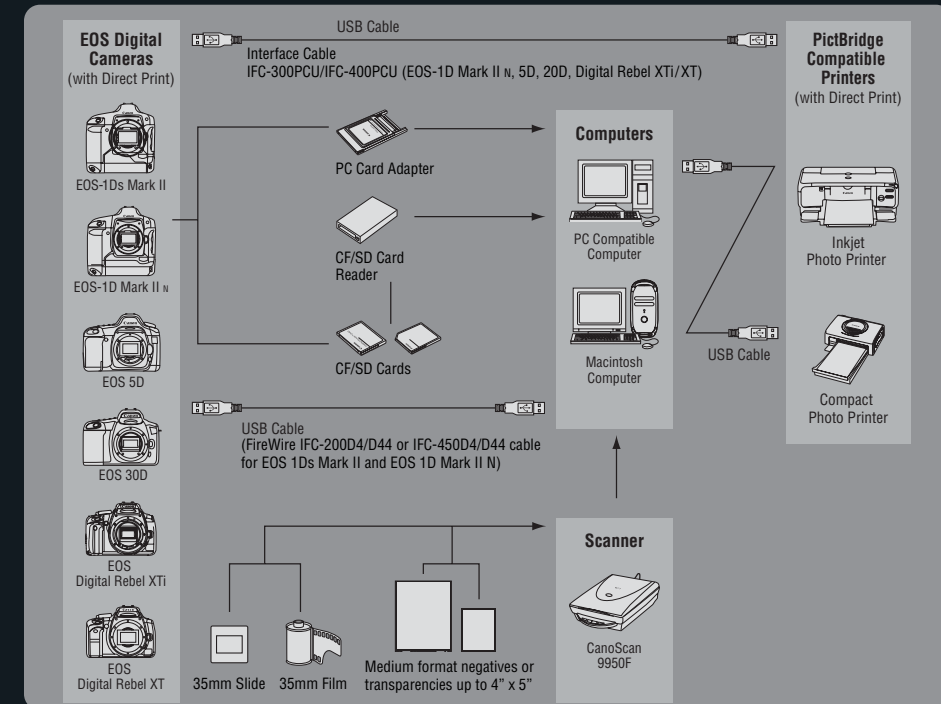 EOS Digital
Cameras
(with Direct Print)
EOS-1Ds Mark II
EOS-1D Mark II N
EOS 5D
EOS 30D
EOS
Digital Rebel XTi
EOS
Digital Rebel XT
USB Cable
Interface Cable
IFC-300PCU/IFC-400PCU (EOS-1D Mark II N, 5D, 20D, Digital Rebel XTi/XT)
PC Card Adapter
CF/SD Card
Reader
CF/SD Cards
USB Cable
(FireWire IFC-200D4/D44 or IFC-450D4/D44 cable
for EOS 1Ds Mark II and EOS 1D Mark II N)
35mm Slide
35mm Film
Medium format negatives or
transparencies up to 4" x 5"
Computers
PC Compatible
Computer
Macintosh
Computer
Scanner
CanoScan
9950F
USB Cable
PictBridge
Compatible
Printers
(with Direct Print)
Inkjet
Photo Printer
Compact
Photo Printer